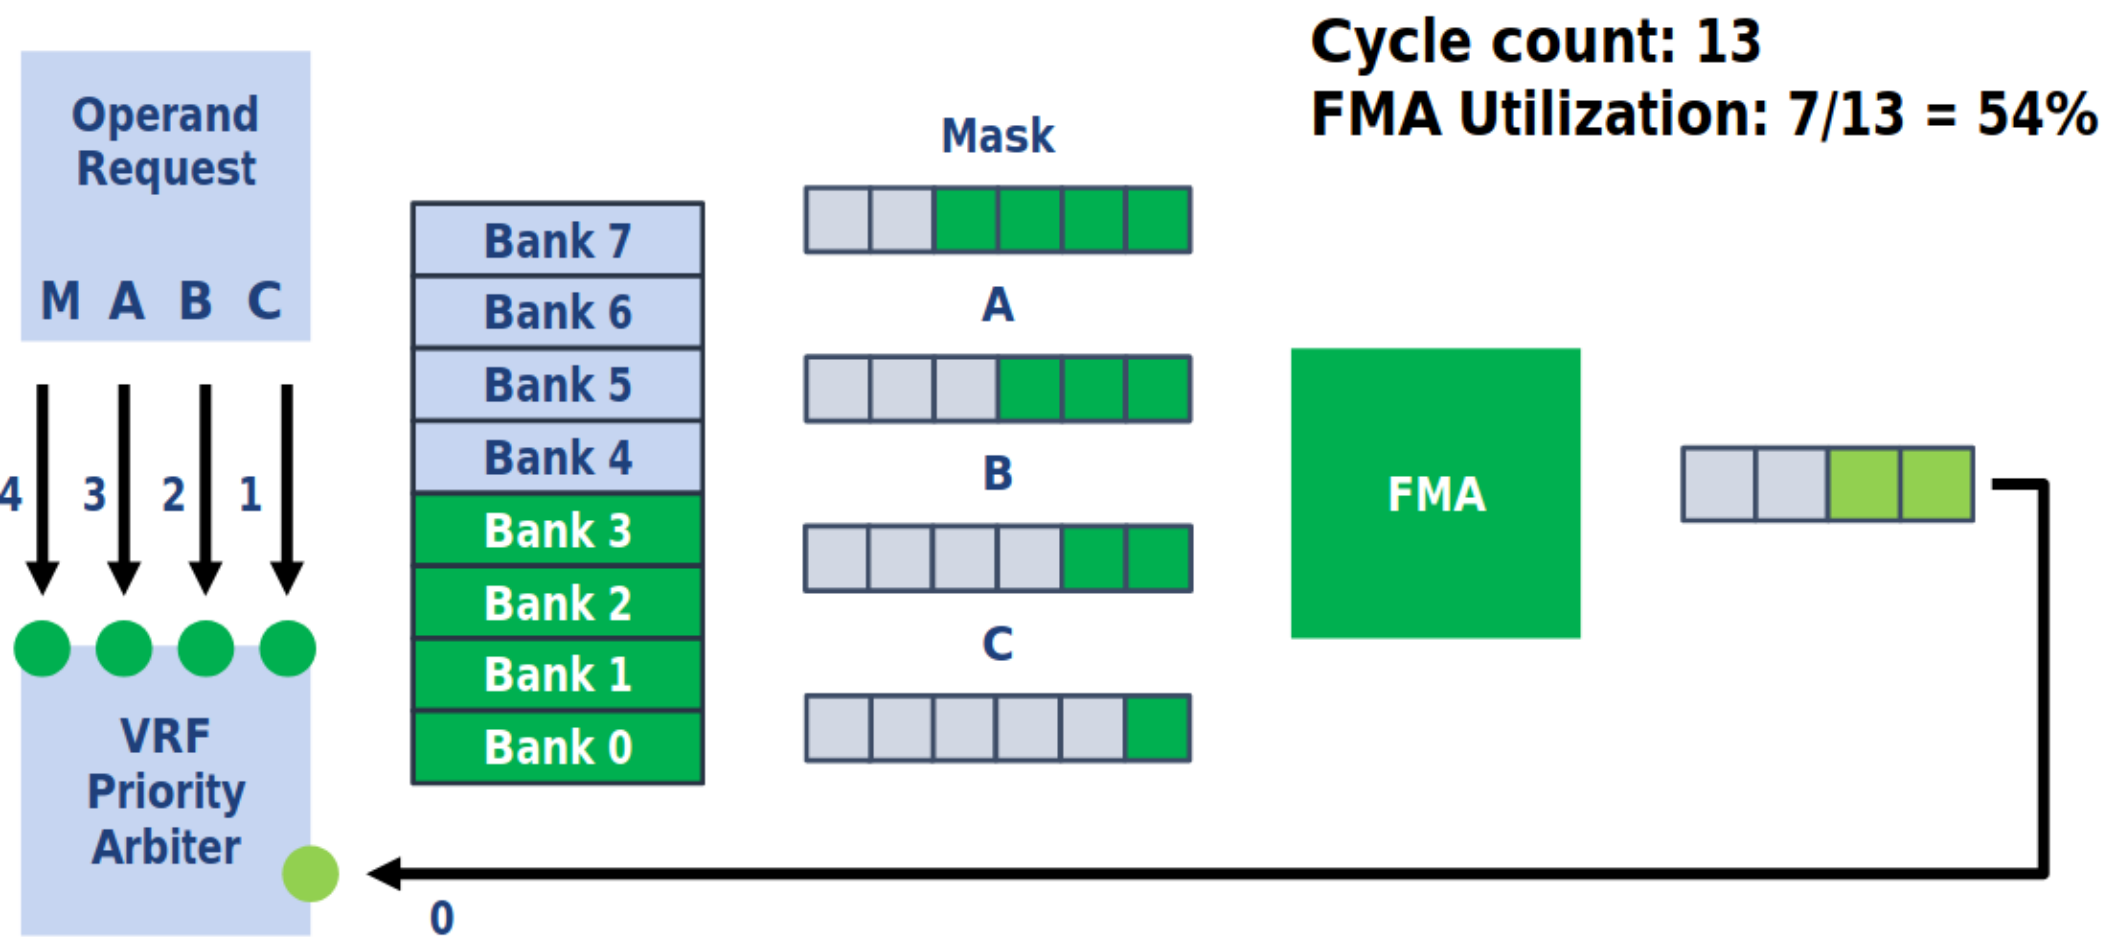 Cycle count: 13
FMA Utilization: 7/13 = 54%
Operand
Request
M A B C
4 3 2 1
VRF
Priority
Arbiter
0
Bank 7
Bank 6
Bank 5
Bank 4
Bank 3
Bank 2
Bank 1
Bank 0
Mask
A
B
C
FMA